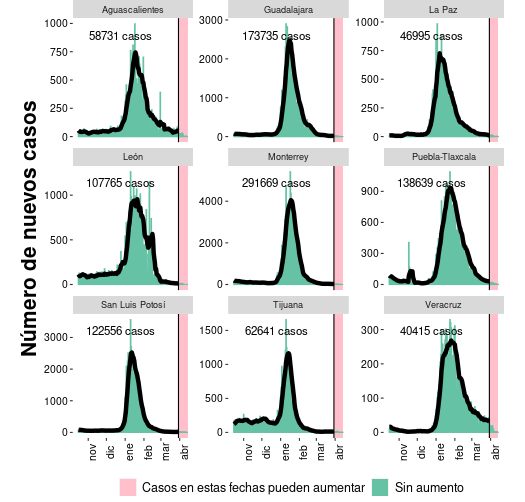 Número de nuevos casos
Aguascalientes
58731 casos
1000
750
500
250
0
Guadalajara
173735 casos
3000
2000
1000
0
La Paz
46995 casos
1000
750
500
250
0
León
107765 casos
1000
500
0
Monterrey
291669 casos
4000
2000
0
Puebla-Tlaxcala
138639 casos
900
600
300
0
San Luis Potosí
122556 casos
3000
2000
1000
0
Tijuana
62641 casos
1500
1000
500
0
Veracruz
40415 casos
300
200
100
0
nov dic ene feb mar abr
nov dic ene feb mar abr
nov dic ene feb mar abr
Casos en estas fechas pueden aumentar
Sin aumento